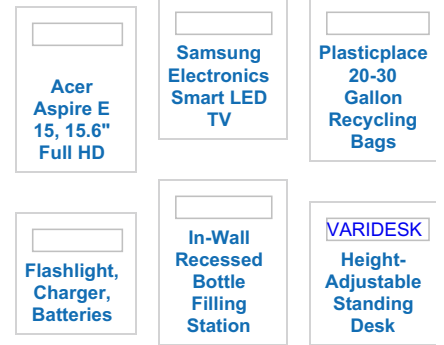 Acer
Aspire E
15, 15.6"
Full HD
Samsung
Electronics
Smart LED
TV
Plasticplace
20-30
Gallon
Recycling
Bags
Flashlight,
Charger,
Batteries
In-Wall
Recessed
Bottle
Filling
Station
VARIDESK
Height-
Adjustable
Standing
Desk